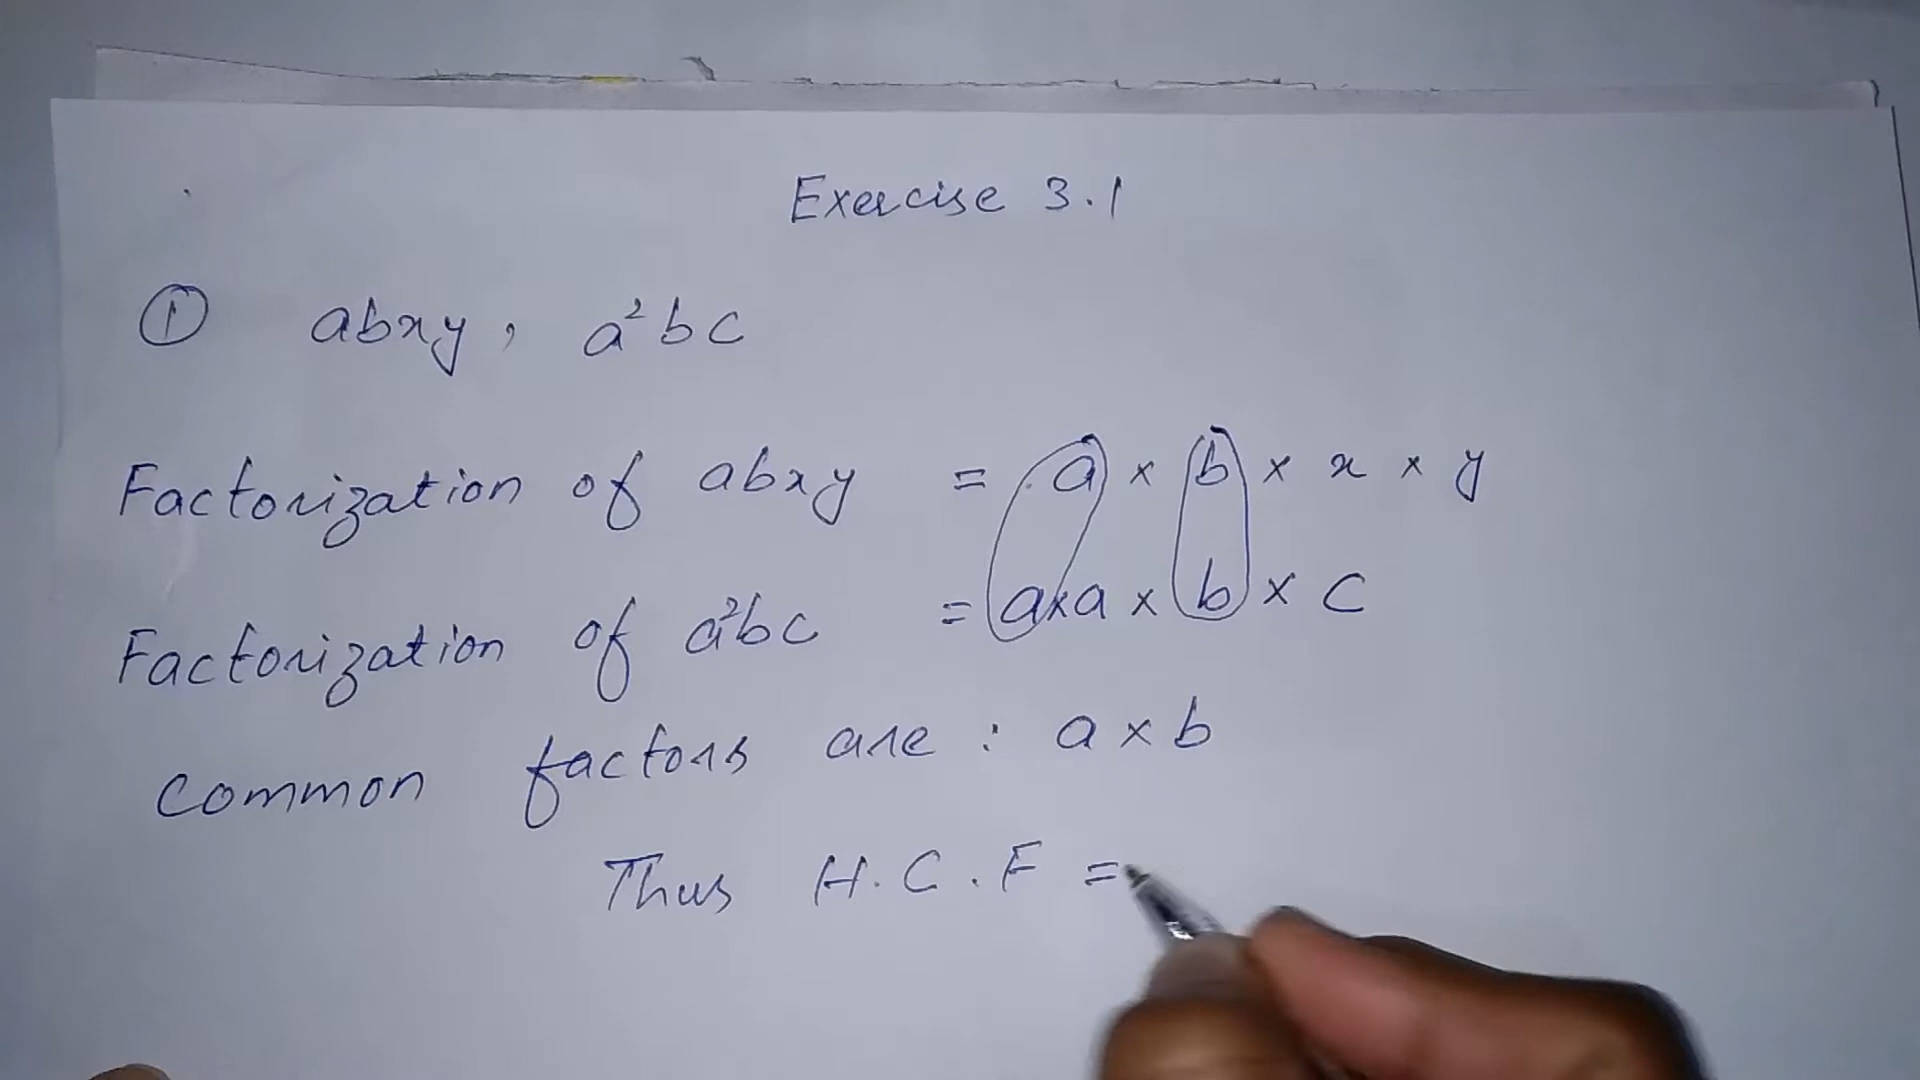 Exercise 3.1
① abxy, a²bc
Factorization of abxy = a × b × x × y
Factorization of a²bc = a×a × b × c
Common factors are : a × b
Thus H.C.F =